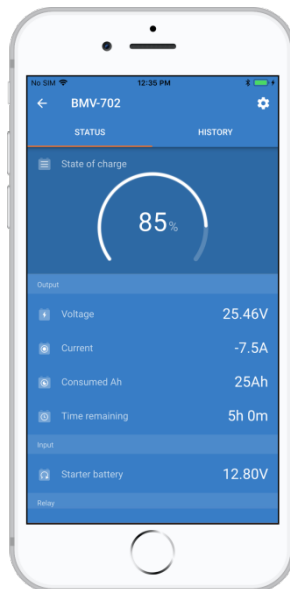 No SIM 12:35 PM
BMV-702
STATUS HISTORY
State of charge
85%
Output
Voltage 25.46V
Current -7.5A
Consumed Ah 25Ah
Time remaining 5h 0m
Input
Starter battery 12.80V
Relay